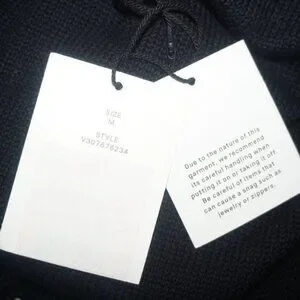 SIZE
M
STYLE
V30767623A
Due to the nature of this
garment, we recommend
its careful handling when
putting it on or taking it off.
Be careful of items that
can cause a snag such as
jewelry or zippers.